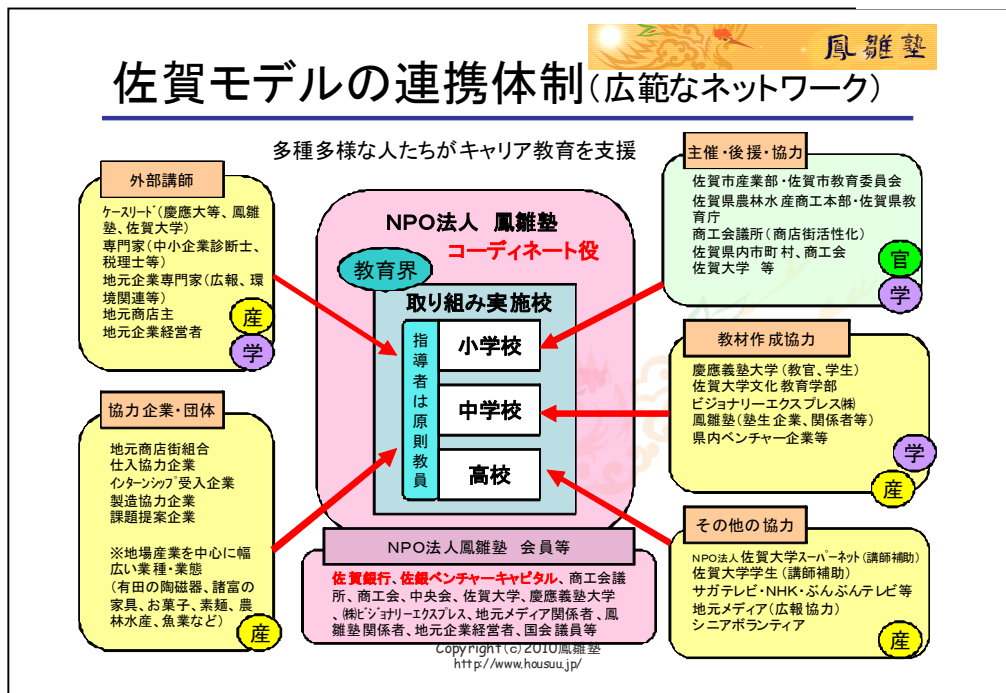 鳳雛塾
佐賀モデルの連携体制(広範なネットワーク)
多種多様な人たちがキャリア教育を支援
外部講師
ケースリード(慶應大等、鳳雛
塾、佐賀大学)
専門家(中小企業診断士、
税理士等)
地元企業専門家(広報、環
境関連等)
地元商店主
地元企業経営者
産
学
協力企業・団体
地元商店街組合
仕入協力企業
インターンシップ受入企業
製造協力企業
課題提案企業
※地場産業を中心に幅
広い業種・業態
(有田の陶磁器、諸富の
家具、お菓子、素麺、農
林水産、魚業など)
産
NPO法人 鳳雛塾
コーディネート役
教育界
取り組み実施校
指導者は原則教員
小学校
中学校
高校
NPO法人鳳雛塾 会員等
佐賀銀行、佐銀ベンチャーキャピタル、商工会議
所、商工会、中央会、佐賀大学、慶應義塾大学
、㈱ビジョナリーエクスプレス、地元メディア関係者、鳳
雛塾関係者、地元企業経営者、国会議員等
主催・後援・協力
佐賀市産業部・佐賀市教育委員会
佐賀県農林水産商工本部・佐賀県教
育庁
商工会議所(商店街活性化)
佐賀県内市町村、商工会
佐賀大学 等
官
学
教材作成協力
慶應義塾大学(教官、学生)
佐賀大学文化教育学部
ビジョナリーエクスプレス㈱
鳳雛塾(塾生企業、関係者等)
県内ベンチャー企業等
学
産
その他の協力
NPO法人佐賀大学スーパーネット(講師補助)
佐賀大学学生(講師補助)
サガテレビ・NHK・ぶんぶんテレビ等
地元メディア(広報協力)
シニアボランティア
産
Copyright(c)2010鳳雛塾
http://www.housuu.jp/